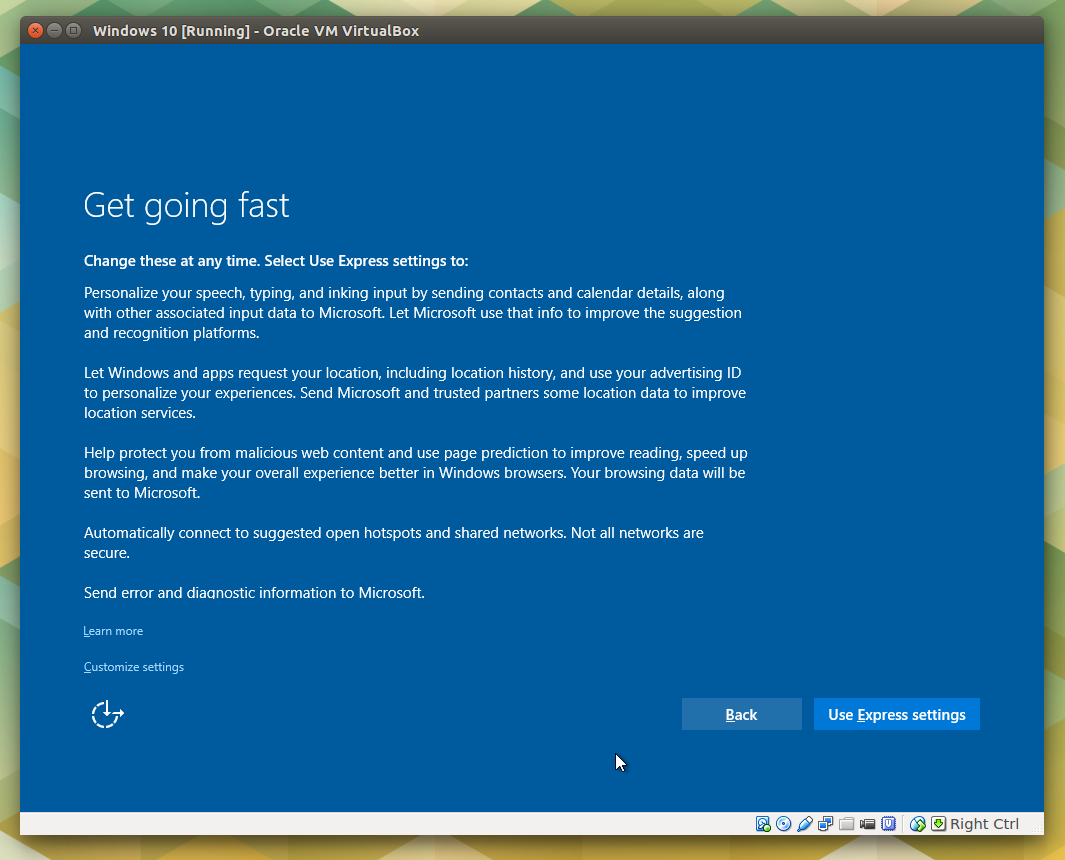 Windows 10 [Running] - Oracle VM VirtualBox
Get going fast
Change these at any time. Select Use Express settings to:
Personalize your speech, typing, and inking input by sending contacts and calendar details, along
with other associated input data to Microsoft. Let Microsoft use that info to improve the suggestion
and recognition platforms.
Let Windows and apps request your location, including location history, and use your advertising ID
to personalize your experiences. Send Microsoft and trusted partners some location data to improve
location services.
Help protect you from malicious web content and use page prediction to improve reading, speed up
browsing, and make your overall experience better in Windows browsers. Your browsing data will be
sent to Microsoft.
Automatically connect to suggested open hotspots and shared networks. Not all networks are
secure.
Send error and diagnostic information to Microsoft.
Learn more
Customize settings
Back
Use Express settings
Right Ctrl